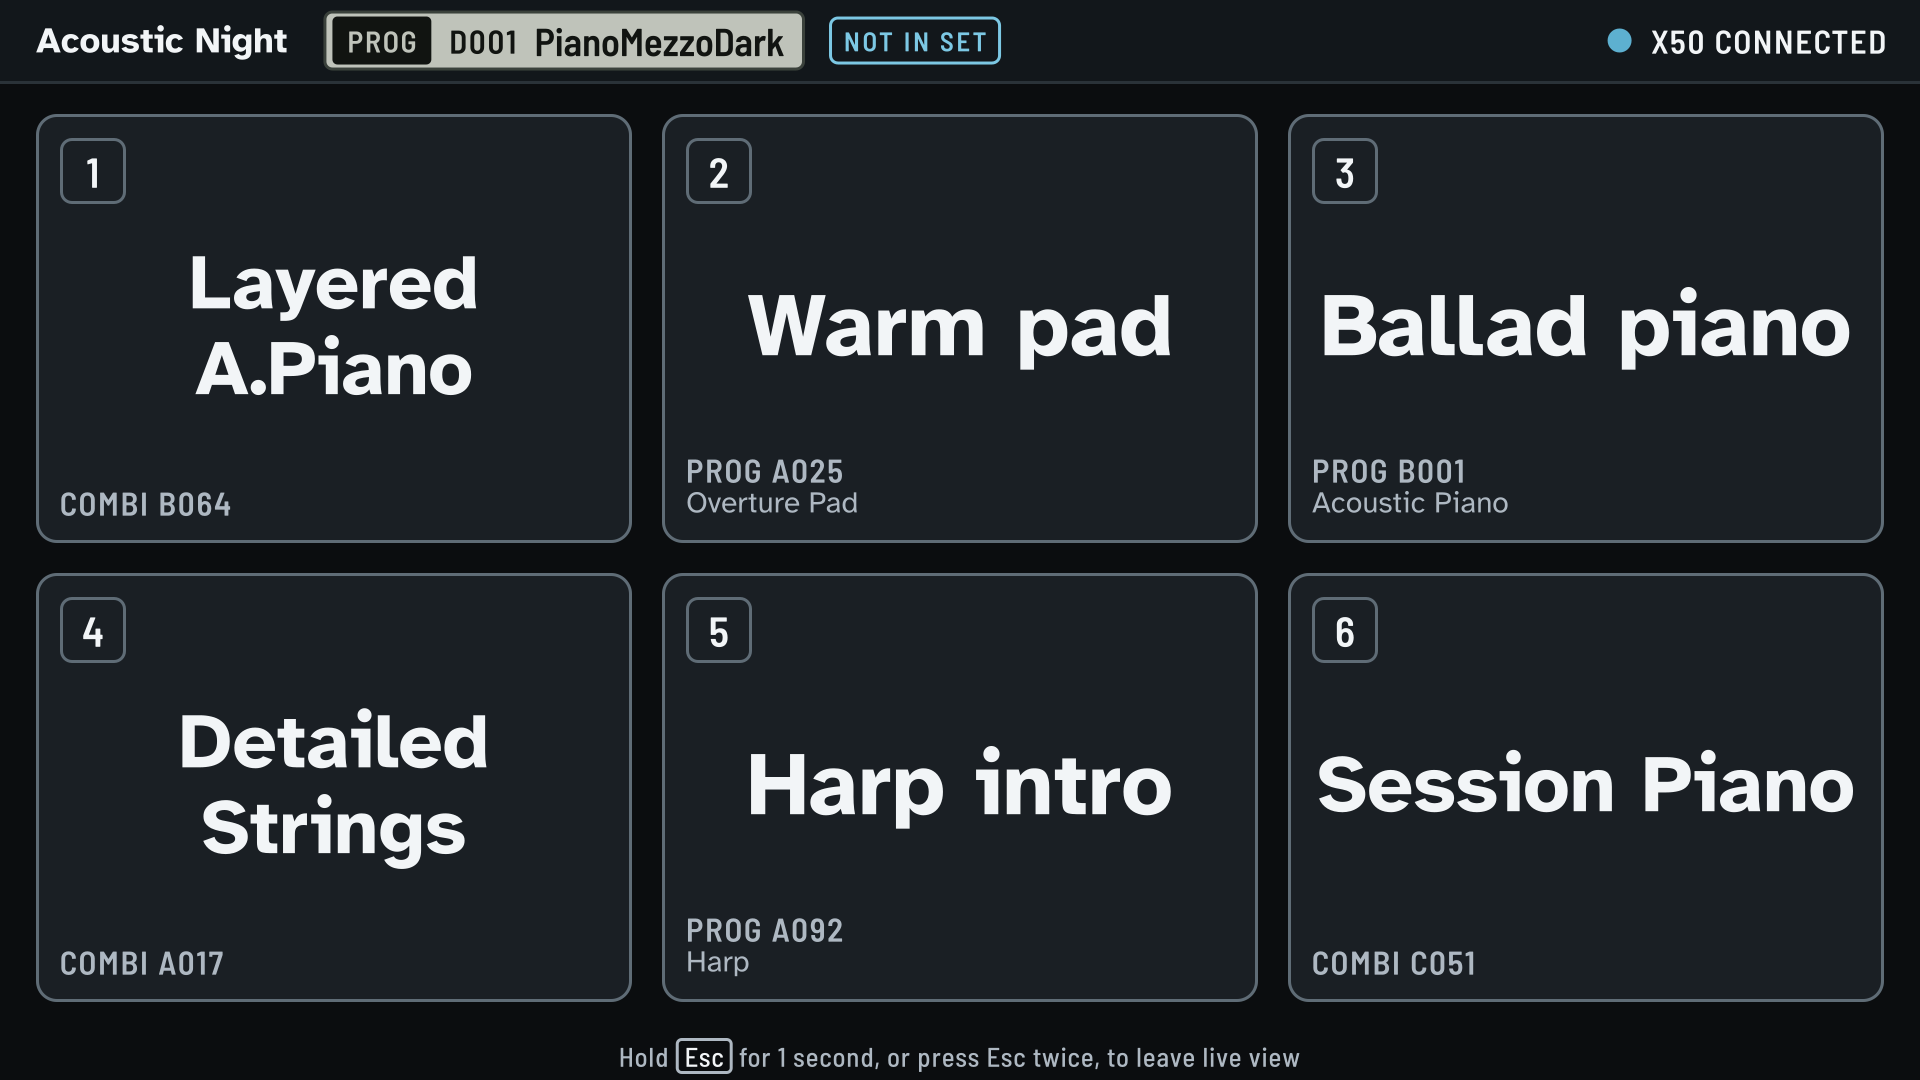 Acoustic Night
PROG D001 PianoMezzoDark
NOT IN SET
X50 CONNECTED
1
Layered
A.Piano
COMBI B064
2
Warm pad
PROG A025
Overture Pad
3
Ballad piano
PROG B001
Acoustic Piano
4
Detailed
Strings
COMBI A017
5
Harp intro
PROG A092
Harp
6
Session Piano
COMBI C051
Hold Esc for 1 second, or press Esc twice, to leave live view